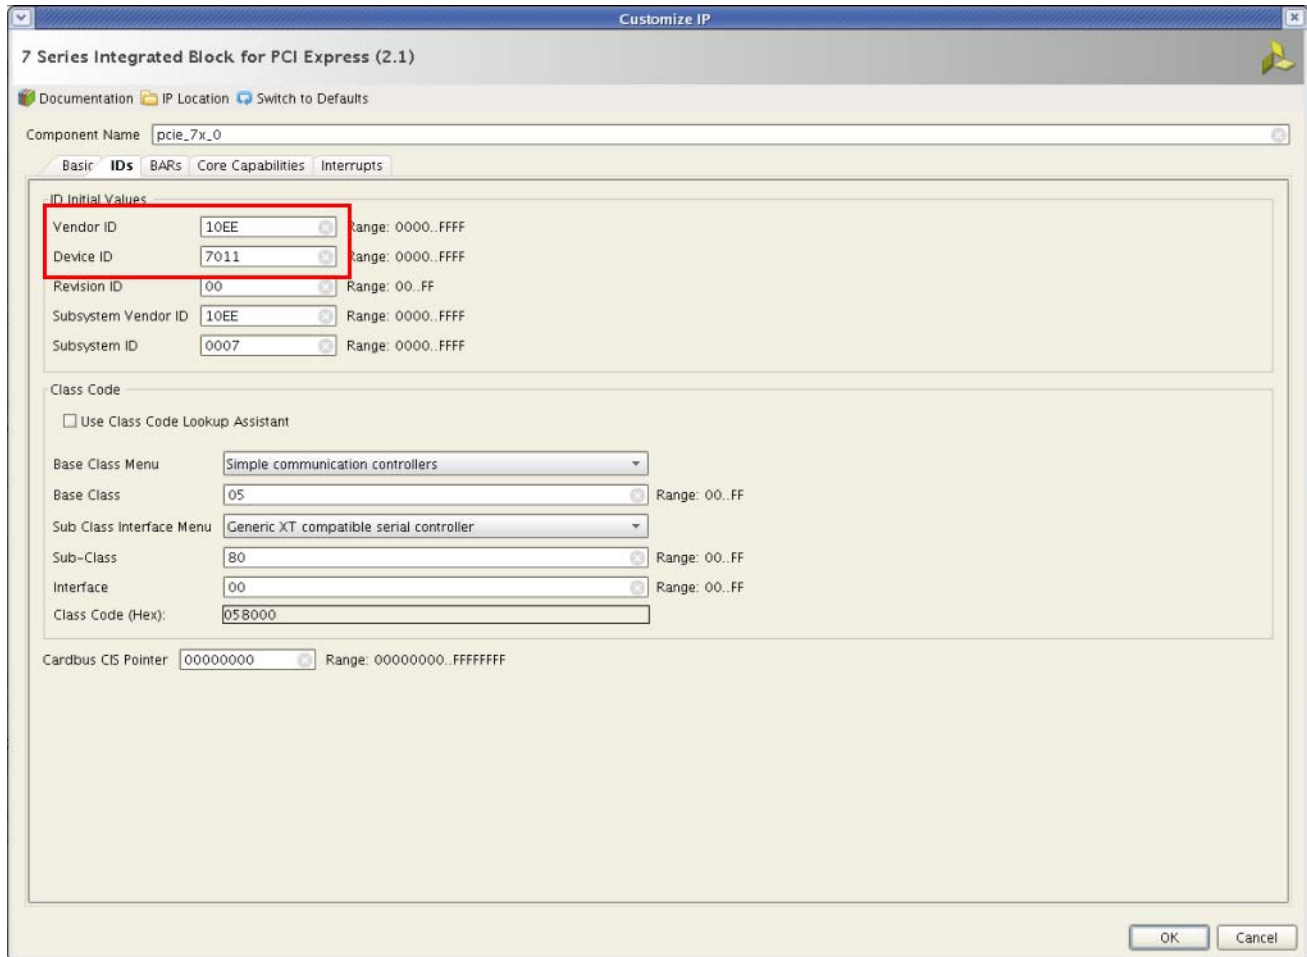 Customize IP
7 Series Integrated Block for PCI Express (2.1)
Documentation IP Location Switch to Defaults
Component Name pcie_7x_0
Basic IDs BARs Core Capabilities Interrupts
ID Initial Values
Vendor ID 10EE Range: 0000..FFFF
Device ID 7011 Range: 0000..FFFF
Revision ID 00 Range: 00..FF
Subsystem Vendor ID 10EE Range: 0000..FFFF
Subsystem ID 0007 Range: 0000..FFFF
Class Code
Use Class Code Lookup Assistant
Base Class Menu Simple communication controllers
Base Class 05 Range: 00..FF
Sub Class Interface Menu Generic XT compatible serial controller
Sub-Class 80 Range: 00..FF
Interface 00 Range: 00..FF
Class Code (Hex): 058000
Cardbus CIS Pointer 00000000 Range: 00000000..FFFFFFFF
OK Cancel